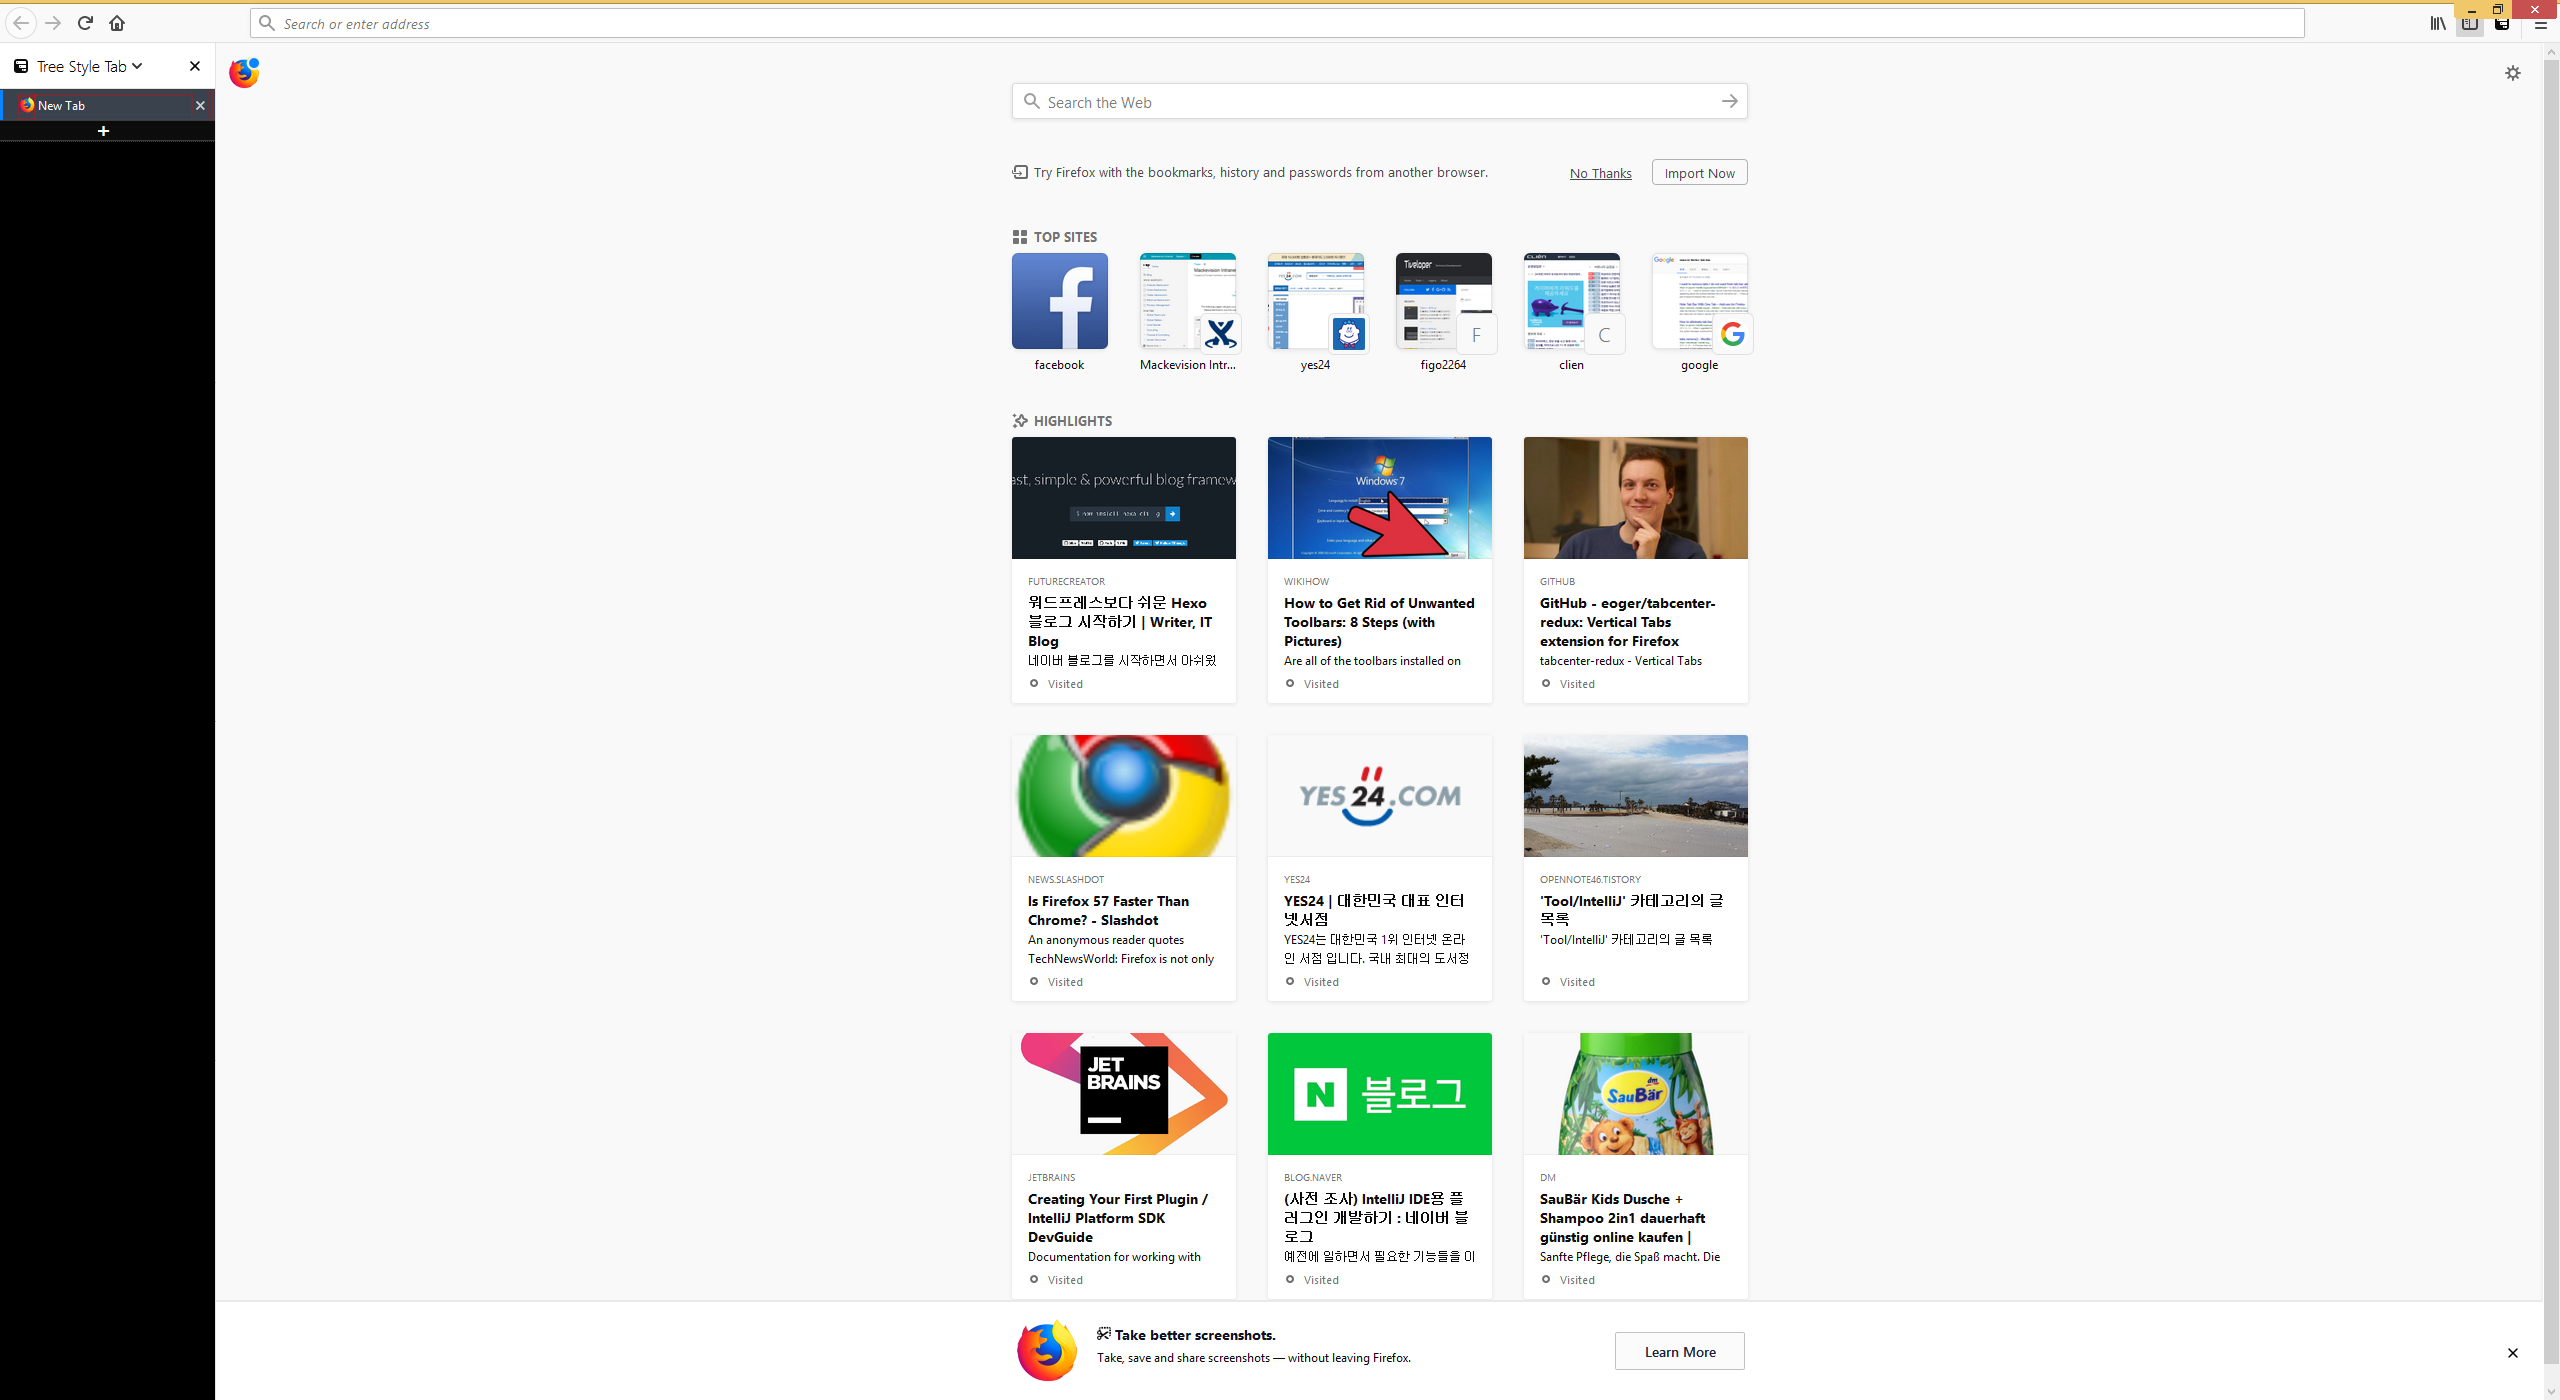 Search or enter address
Tree Style Tab
New Tab
Search the Web
Try Firefox with the bookmarks, history and passwords from another browser.
No Thanks
Import Now
TOP SITES
facebook
Mackevision Intr...
yes24
figo2264
clien
google
HIGHLIGHTS
ast, simple & powerful blog framew
FUTURECREATOR
워드프레스보다 쉬운 Hexo
블로그 시작하기 | Writer, IT
Blog
네이버 블로그를 시작하면서 아쉬웠
Visited
Windows 7
WIKIHOW
How to Get Rid of Unwanted
Toolbars: 8 Steps (with
Pictures)
Are all of the toolbars installed on
Visited
GITHUB
GitHub - eoger/tabcenter-
redux: Vertical Tabs
extension for Firefox
tabcenter-redux - Vertical Tabs
Visited
NEWS.SLASHDOT
Is Firefox 57 Faster Than
Chrome? - Slashdot
An anonymous reader quotes
TechNewsWorld: Firefox is not only
Visited
YES24.COM
YES24
YES24 | 대한민국 대표 인터
넷서점
YES24는 대한민국 1위 인터넷 온라
인 서점 입니다. 국내 최대의 도서정
Visited
OPENNOTE46.TISTORY
'Tool/IntelliJ' 카테고리의 글
목록
'Tool/IntelliJ' 카테고리의 글 목록
Visited
JET
BRAINS
JETBRAINS
Creating Your First Plugin /
IntelliJ Platform SDK
DevGuide
Documentation for working with
Visited
N 블로그
BLOG.NAVER
(사전 조사) IntelliJ IDE용 플
러그인 개발하기 : 네이버 블
로그
예전에 일하면서 필요한 기능들을 이
Visited
dm
SauBär
DM
SauBär Kids Dusche +
Shampoo 2in1 dauerhaft
günstig online kaufen |
Sanfte Pflege, die Spaß macht. Die
Visited
Take better screenshots.
Take, save and share screenshots — without leaving Firefox.
Learn More